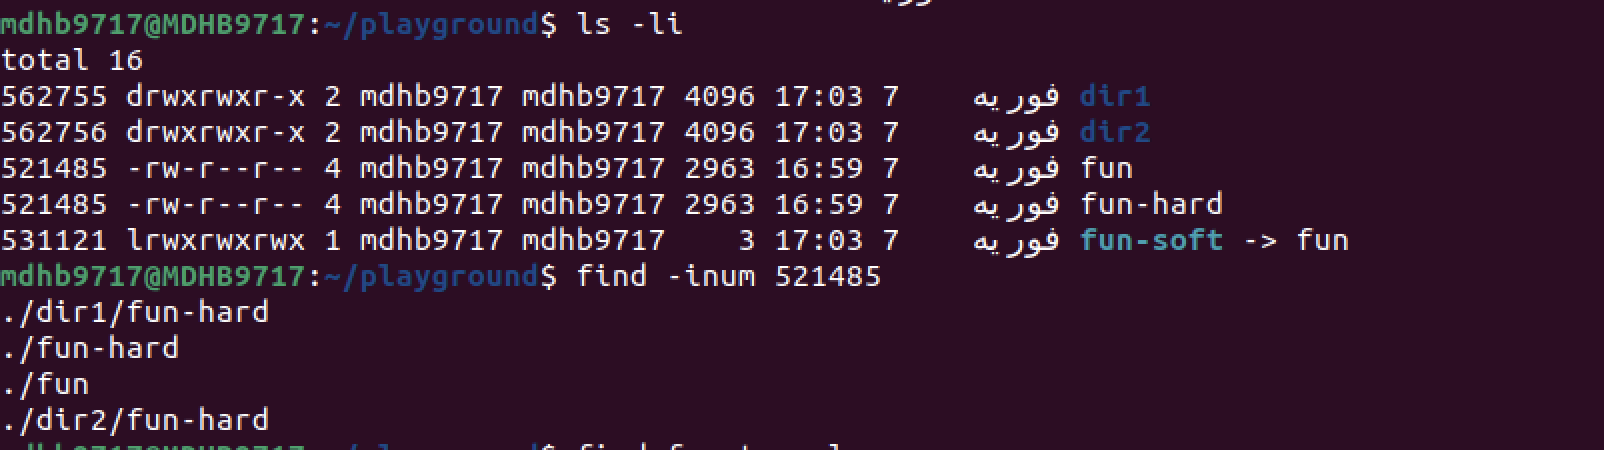 mdhb9717@MDHB9717:~/playground$ ls -li
total 16
562755 drwxrwxr-x 2 mdhb9717 mdhb9717 4096 17:03 7    فوریه dir1
562756 drwxrwxr-x 2 mdhb9717 mdhb9717 4096 17:03 7    فوریه dir2
521485 -rw-r--r-- 4 mdhb9717 mdhb9717 2963 16:59 7    فوریه fun
521485 -rw-r--r-- 4 mdhb9717 mdhb9717 2963 16:59 7    فوریه fun-hard
531121 lrwxrwxrwx 1 mdhb9717 mdhb9717    3 17:03 7    فوریه fun-soft -> fun
mdhb9717@MDHB9717:~/playground$ find -inum 521485
./dir1/fun-hard
./fun-hard
./fun
./dir2/fun-hard